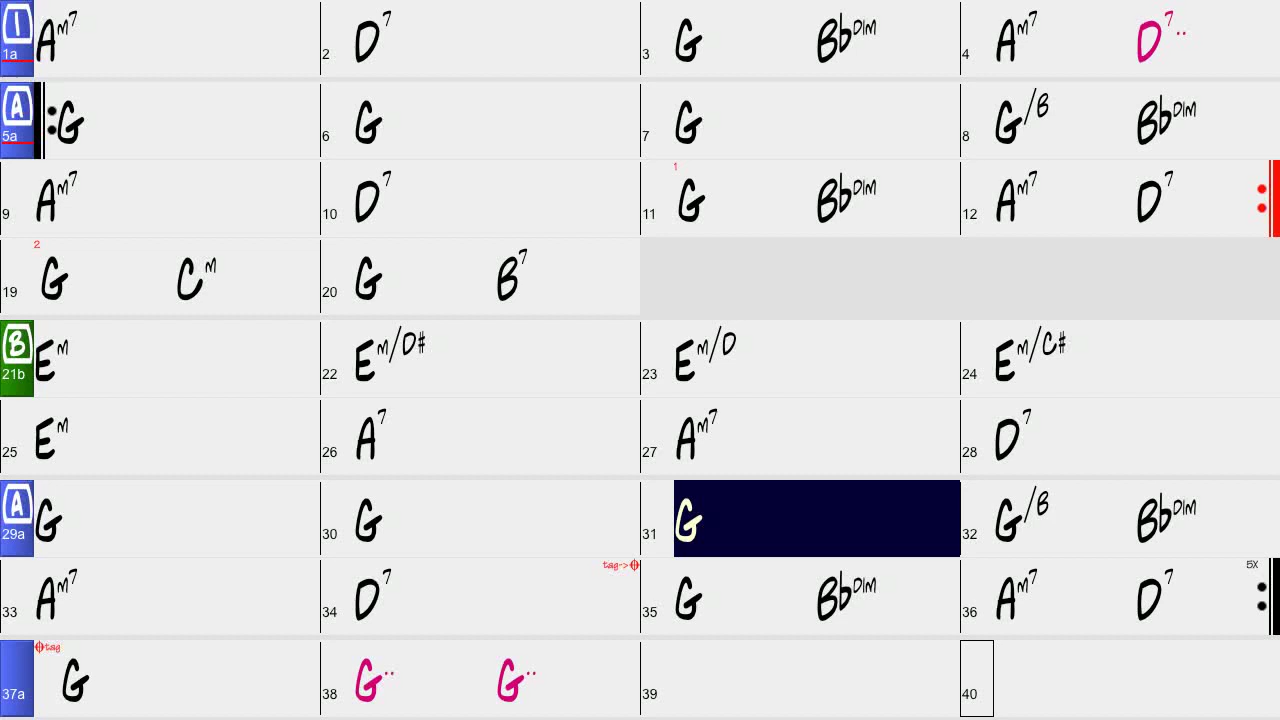 1 1a Am7 2 D7 3 G BbDIM 4 Am7 D7..
A 5a G 6 G 7 G 8 G/B BbDIM
9 Am7 10 D7 1 11 G BbDIM 12 Am7 D7
2 19 G Cm 20 G B7
B 21b Em 22 Em/D# 23 Em/D 24 Em/C#
25 Em 26 A7 27 Am7 28 D7
A 29a G 30 G 31 G 32 G/B BbDIM
33 Am7 34 D7 tag-> 35 G BbDIM 36 Am7 D7 5X
tag 37a G 38 G.. G.. 39 40